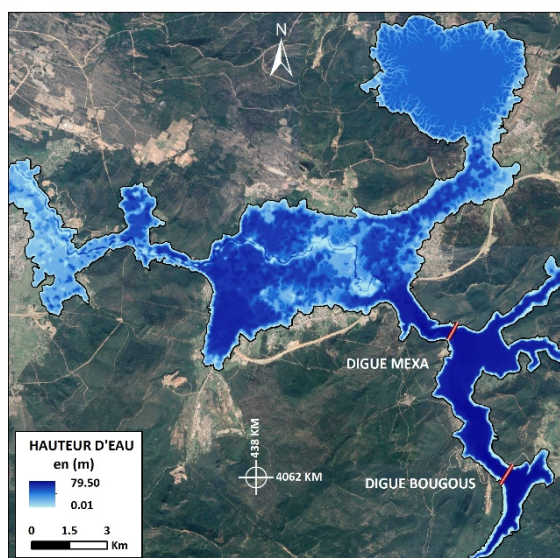 N
DIGUE MEXA
438 KM
4062 KM
DIGUE BOUGOUS
HAUTEUR D'EAU
en (m)
79.50
0.01
0 1.5 3
Km